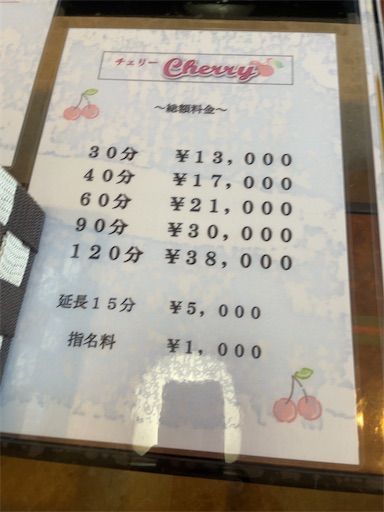 チェリー Cherry
～総額料金～
３０分 ￥１３，０００
４０分 ￥１７，０００
６０分 ￥２１，０００
９０分 ￥３０，０００
１２０分 ￥３８，０００
延長１５分 ￥５，０００
指名料 ￥１，０００